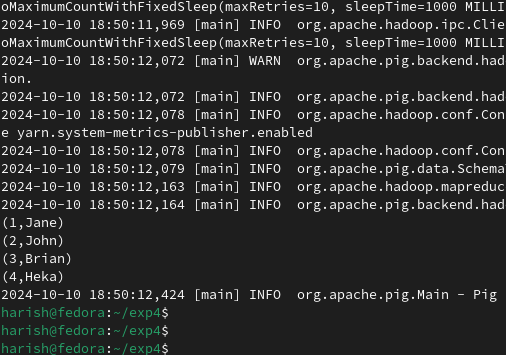 oMaximumCountWithFixedSleep(maxRetries=10, sleepTime=1000 MILLI
2024-10-10 18:50:11,969 [main] INFO  org.apache.hadoop.ipc.Clie
oMaximumCountWithFixedSleep(maxRetries=10, sleepTime=1000 MILLI
2024-10-10 18:50:12,072 [main] WARN  org.apache.pig.backend.had
ion.
2024-10-10 18:50:12,072 [main] INFO  org.apache.pig.backend.had
2024-10-10 18:50:12,078 [main] INFO  org.apache.hadoop.conf.Con
e yarn.system-metrics-publisher.enabled
2024-10-10 18:50:12,078 [main] INFO  org.apache.hadoop.conf.Con
2024-10-10 18:50:12,079 [main] INFO  org.apache.pig.data.Schema
2024-10-10 18:50:12,163 [main] INFO  org.apache.hadoop.mapreduc
2024-10-10 18:50:12,164 [main] INFO  org.apache.pig.backend.had
(1,Jane)
(2,John)
(3,Brian)
(4,Heka)
2024-10-10 18:50:12,424 [main] INFO  org.apache.pig.Main - Pig
harish@fedora:~/exp4$
harish@fedora:~/exp4$
harish@fedora:~/exp4$